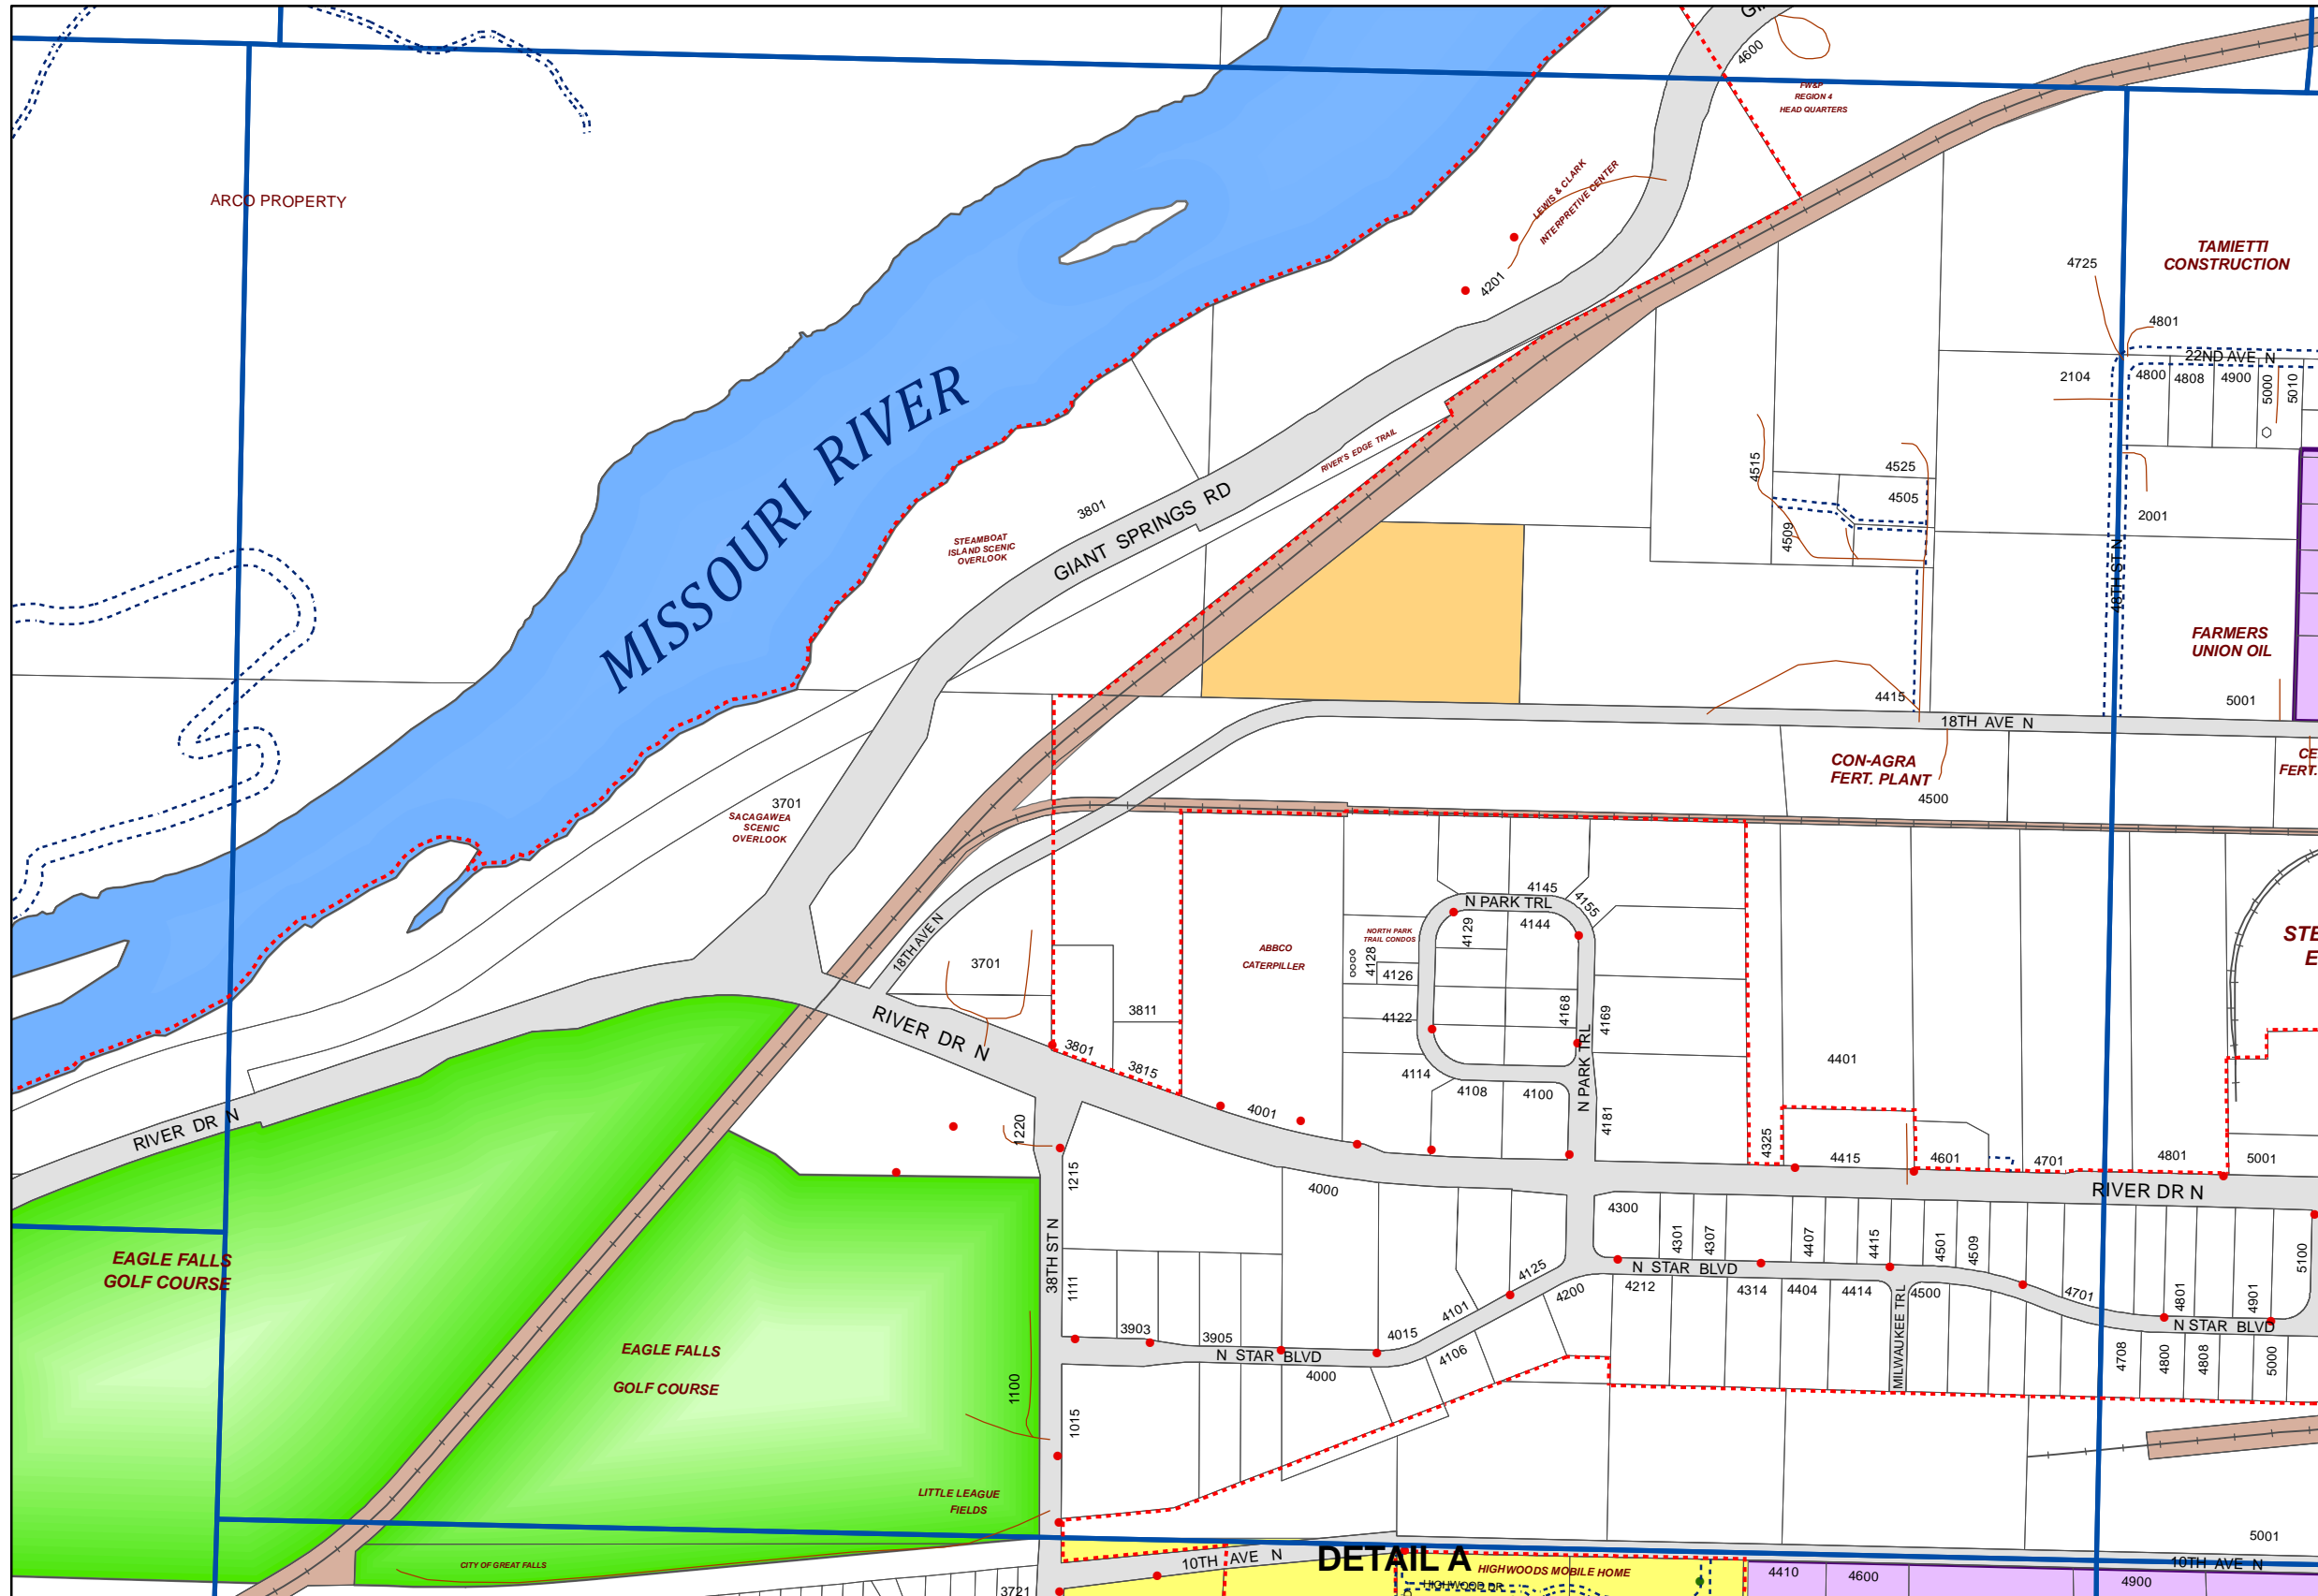 4600
FW&P
REGION 4
HEAD QUARTERS
ARCO PROPERTY
LEWIS & CLARK
INTERPRETIVE CENTER
4201
TAMIETTI
CONSTRUCTION
4725
4801
22ND AVE N
2104
4800
4808
4900
5000
5010
MISSOURI RIVER
RIVER'S EDGE TRAIL
4515
4525
4505
4509
2001
48TH ST N
3801
GIANT SPRINGS RD
STEAMBOAT
ISLAND SCENIC
OVERLOOK
FARMERS
UNION OIL
5001
4415
18TH AVE N
CON-AGRA
FERT. PLANT
4500
CE
FERT.
3701
SACAGAWEA
SCENIC
OVERLOOK
18TH AVE N
3701
3811
3801
3815
ABBCO
CATERPILLER
NORTH PARK
TRAIL CONDOS
4145
4155
N PARK TRL
4129
4144
4128
4126
4122
4168
4169
4114
4108
4100
N PARK TRL
4181
4401
STE
E
RIVER DR N
RIVER DR N
4001
1220
1215
4325
4415
4601
4701
4801
5001
RIVER DR N
4000
4300
4301
4307
4407
4415
4501
4509
5100
EAGLE FALLS
GOLF COURSE
38TH ST N
1111
4125
4101
4200
N STAR BLVD
4212
4314
4404
4414
4500
MILWAUKEE TRL
4701
4801
4901
N STAR BLVD
3903
3905
4015
4106
N STAR BLVD
4000
4708
4800
4808
5000
EAGLE FALLS
GOLF COURSE
1100
1015
LITTLE LEAGUE
FIELDS
CITY OF GREAT FALLS
5001
10TH AVE N
DETAIL A
HIGHWOODS MOBILE HOME
HIGHWOOD DR
10TH AVE N
3721
4410
4600
4900